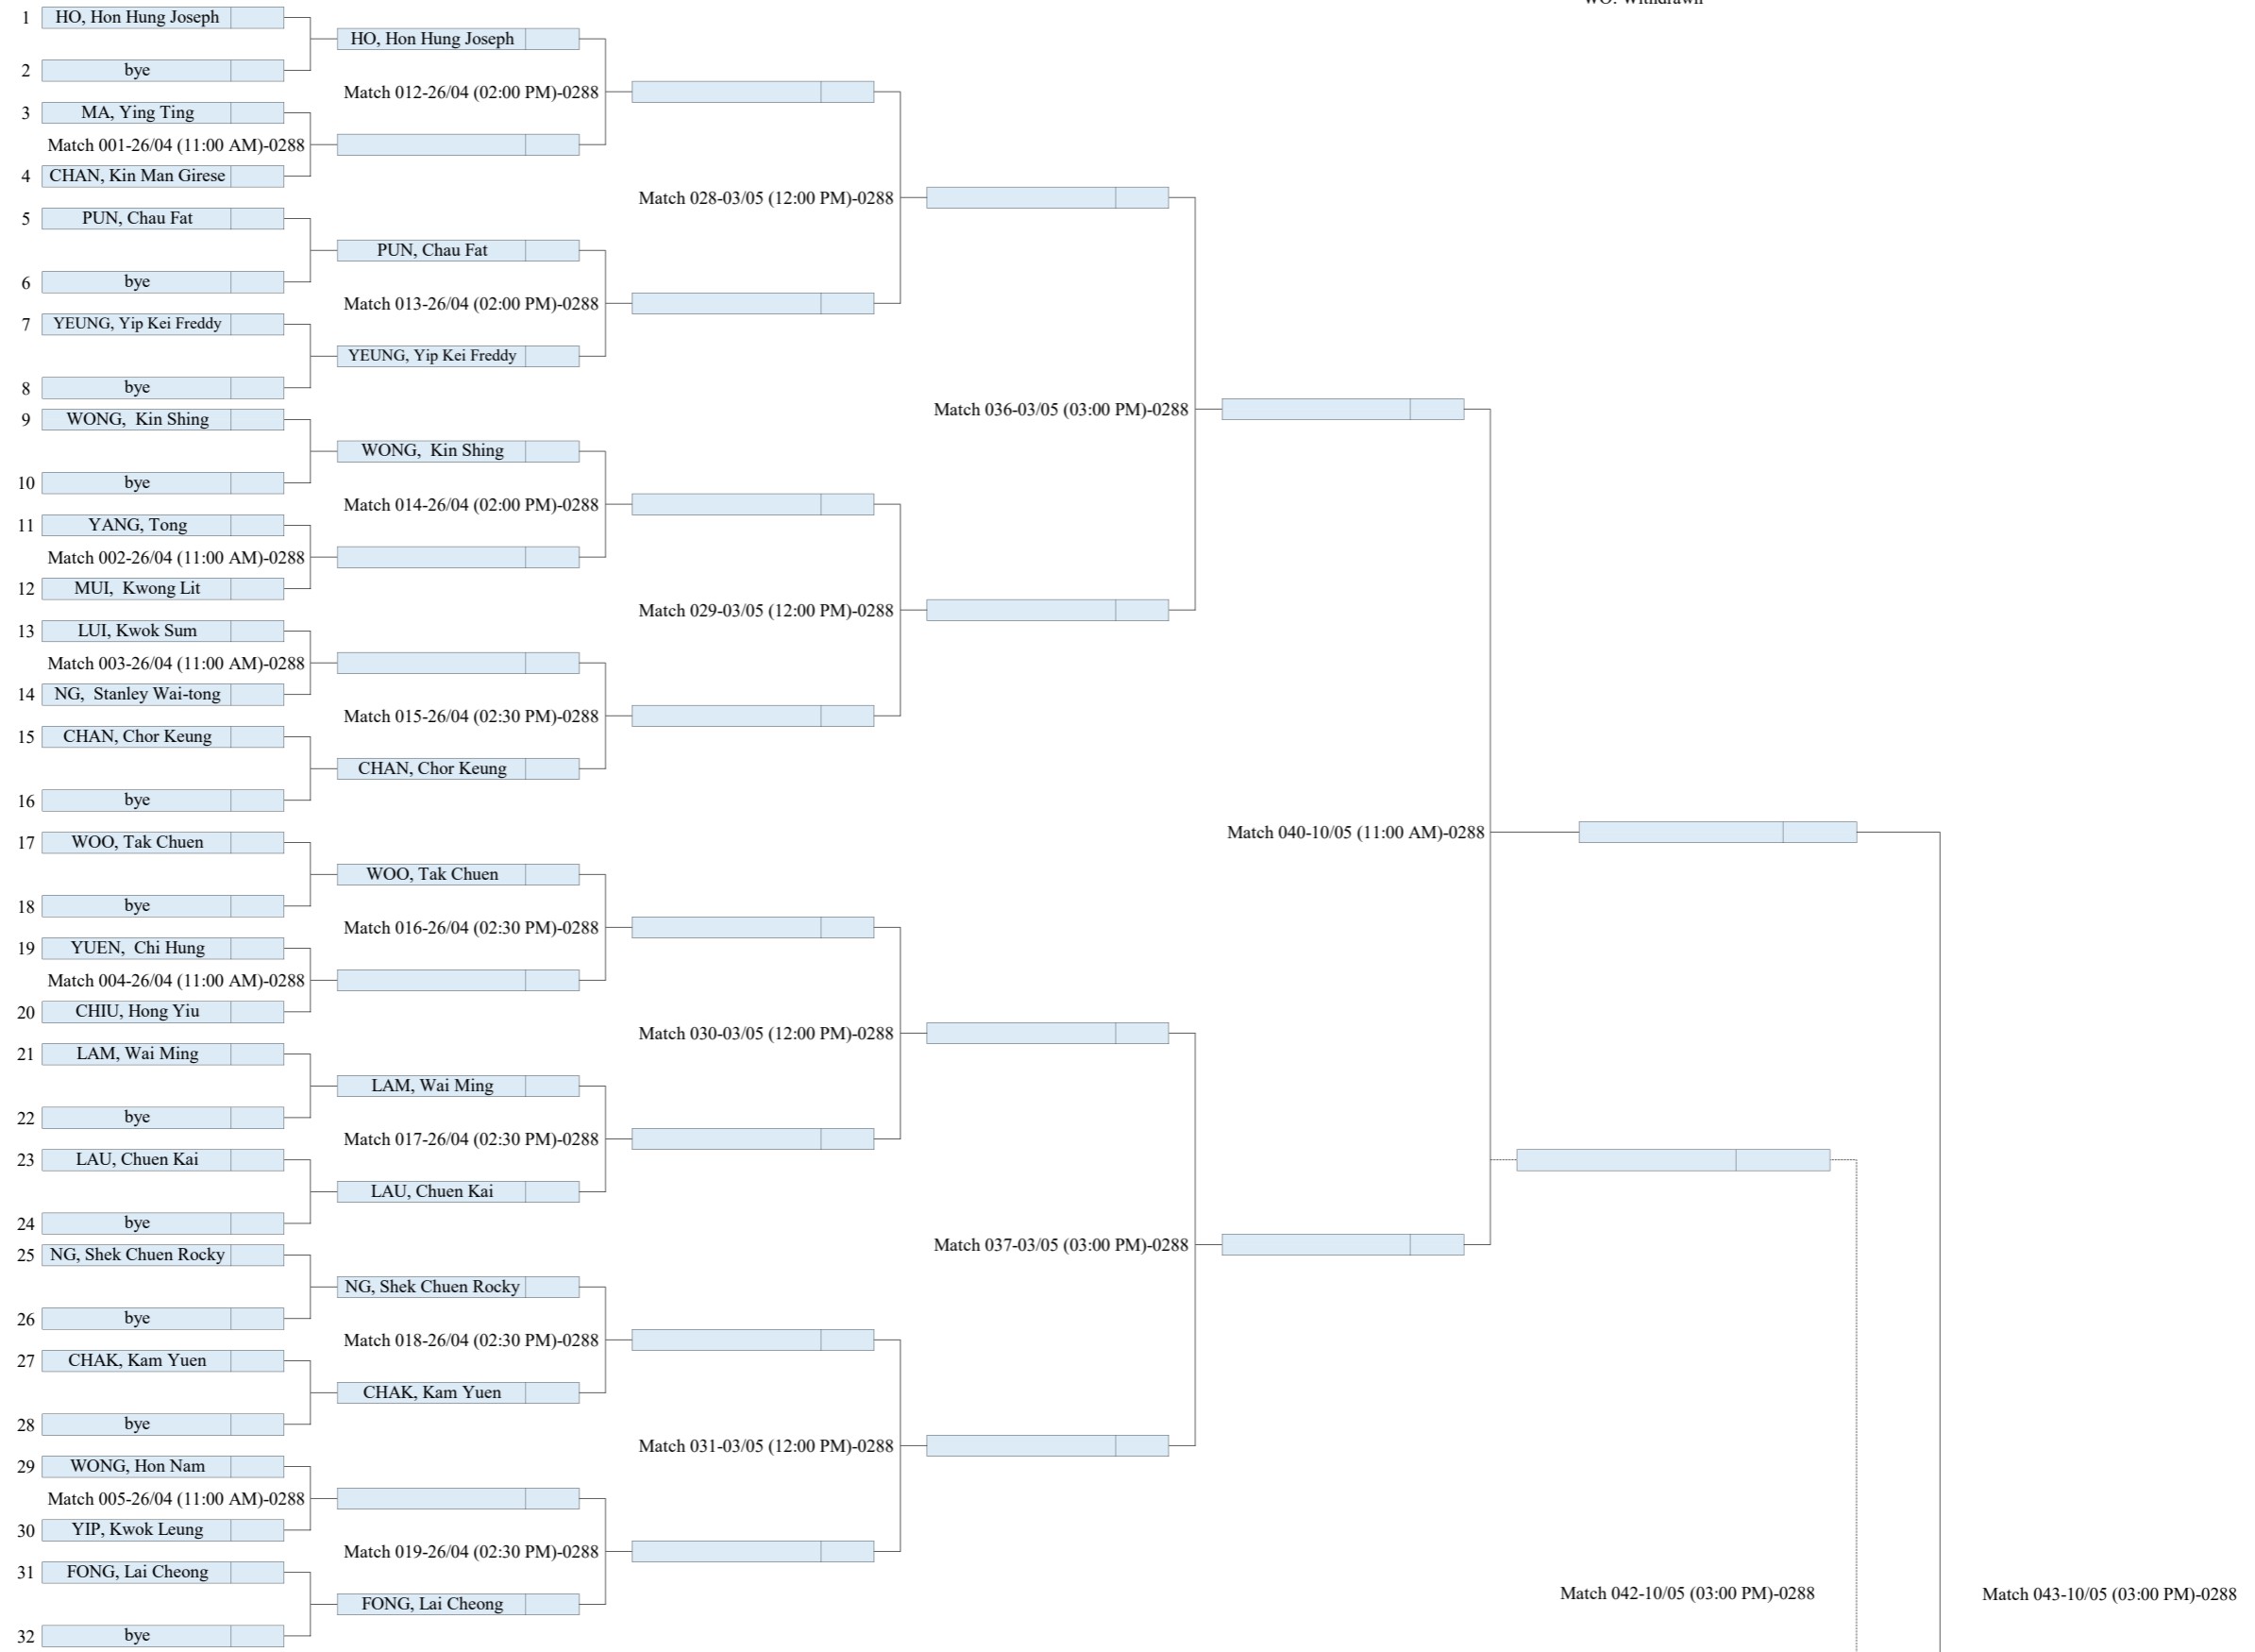 WO: Withdrawn
1 HO, Hon Hung Joseph
HO, Hon Hung Joseph
2 bye
Match 012-26/04 (02:00 PM)-0288
3 MA, Ying Ting
Match 001-26/04 (11:00 AM)-0288
4 CHAN, Kin Man Girese
Match 028-03/05 (12:00 PM)-0288
5 PUN, Chau Fat
PUN, Chau Fat
6 bye
Match 013-26/04 (02:00 PM)-0288
7 YEUNG, Yip Kei Freddy
YEUNG, Yip Kei Freddy
8 bye
Match 036-03/05 (03:00 PM)-0288
9 WONG, Kin Shing
WONG, Kin Shing
10 bye
Match 014-26/04 (02:00 PM)-0288
11 YANG, Tong
Match 002-26/04 (11:00 AM)-0288
12 MUI, Kwong Lit
Match 029-03/05 (12:00 PM)-0288
13 LUI, Kwok Sum
Match 003-26/04 (11:00 AM)-0288
14 NG, Stanley Wai-tong
Match 015-26/04 (02:30 PM)-0288
15 CHAN, Chor Keung
CHAN, Chor Keung
16 bye
Match 040-10/05 (11:00 AM)-0288
17 WOO, Tak Chuen
WOO, Tak Chuen
18 bye
Match 016-26/04 (02:30 PM)-0288
19 YUEN, Chi Hung
Match 004-26/04 (11:00 AM)-0288
20 CHIU, Hong Yiu
Match 030-03/05 (12:00 PM)-0288
21 LAM, Wai Ming
LAM, Wai Ming
22 bye
Match 017-26/04 (02:30 PM)-0288
23 LAU, Chuen Kai
LAU, Chuen Kai
24 bye
Match 037-03/05 (03:00 PM)-0288
25 NG, Shek Chuen Rocky
NG, Shek Chuen Rocky
26 bye
Match 018-26/04 (02:30 PM)-0288
27 CHAK, Kam Yuen
CHAK, Kam Yuen
28 bye
Match 031-03/05 (12:00 PM)-0288
29 WONG, Hon Nam
Match 005-26/04 (11:00 AM)-0288
30 YIP, Kwok Leung
Match 019-26/04 (02:30 PM)-0288
31 FONG, Lai Cheong
FONG, Lai Cheong
32 bye
Match 042-10/05 (03:00 PM)-0288
Match 043-10/05 (03:00 PM)-0288